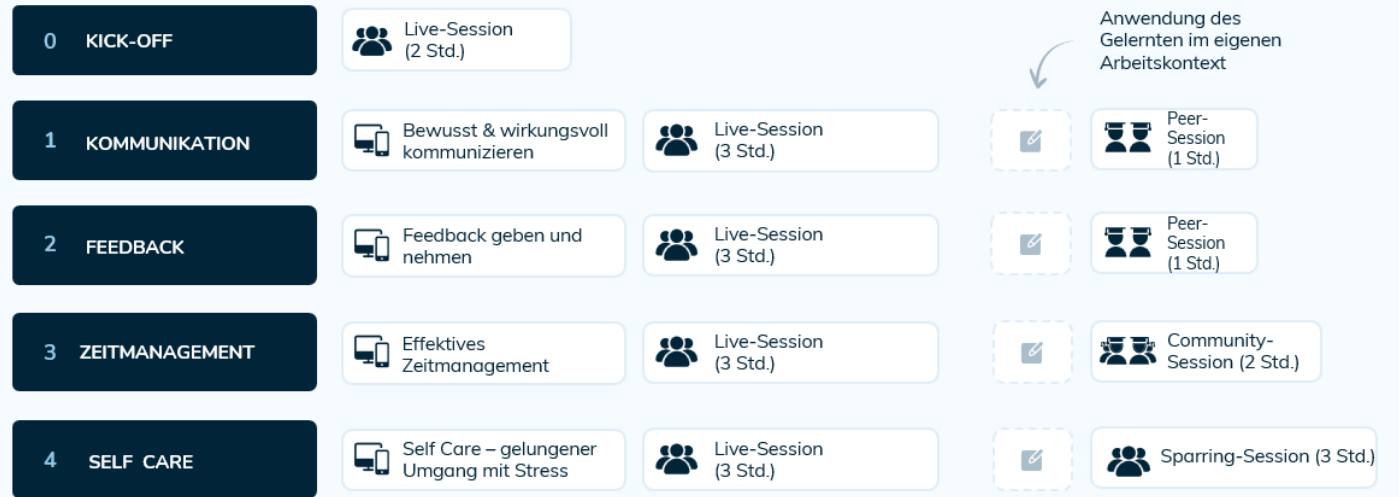 0 KICK-OFF
Live-Session
(2 Std.)
Anwendung des
Gelernten im eigenen
Arbeitskontext
1 KOMMUNIKATION
Bewusst & wirkungsvoll
kommunizieren
Live-Session
(3 Std.)
Peer-
Session
(1 Std.)
2 FEEDBACK
Feedback geben und
nehmen
Live-Session
(3 Std.)
Peer-
Session
(1 Std.)
3 ZEITMANAGEMENT
Effektives
Zeitmanagement
Live-Session
(3 Std.)
Community-
Session (2 Std.)
4 SELF CARE
Self Care – gelungener
Umgang mit Stress
Live-Session
(3 Std.)
Sparring-Session (3 Std.)